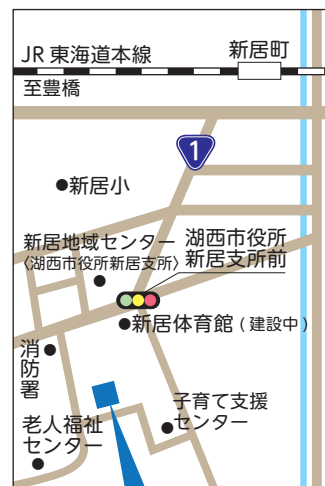 JR 東海道本線
新居町
至豊橋
1
新居小
新居地域センター
〈湖西市役所新居支所〉
湖西市役所
新居支所前
新居体育館 ( 建設中 )
消防署
子育て支援
センター
老人福祉
センター